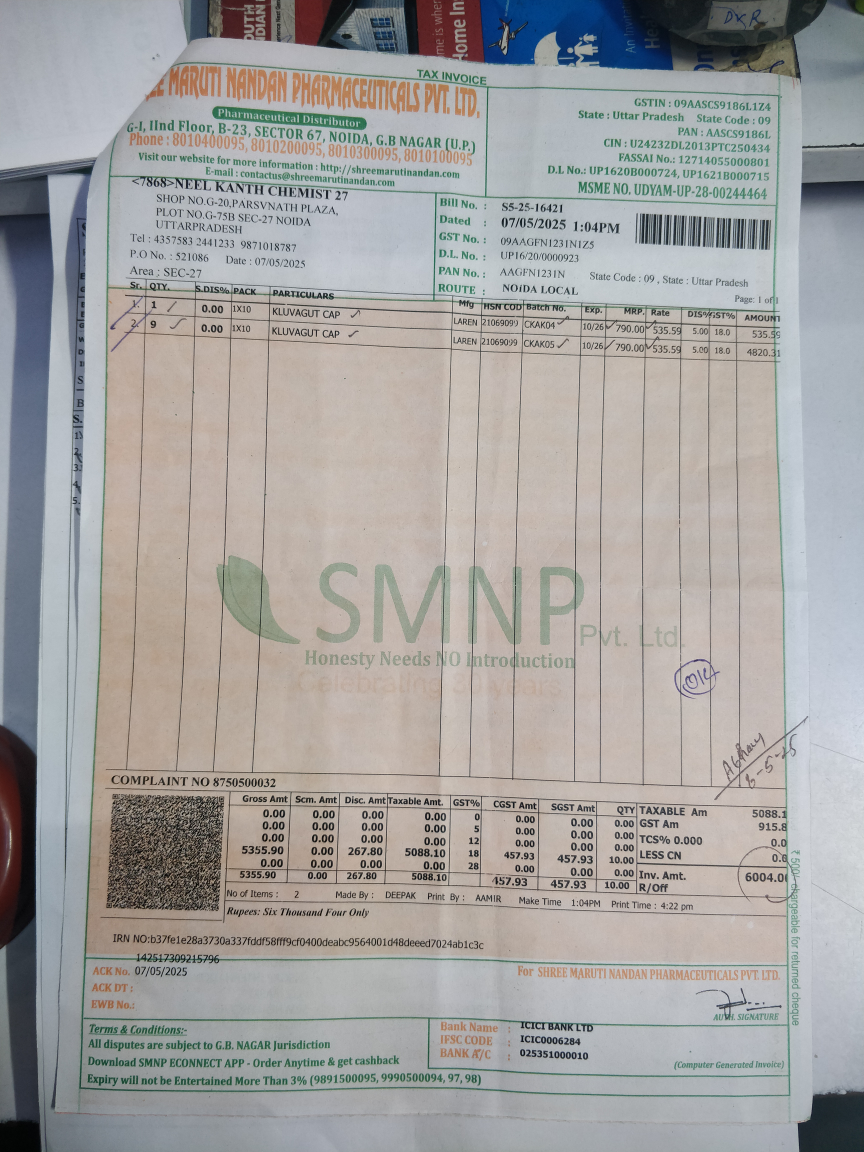 DXR
TAX INVOICE
MARUTI NANDAN PHARMACEUTICALS PVT. LTD.
Pharmaceutical Distributor
G-I, IInd Floor, B-23, SECTOR 67, NOIDA, G.B NAGAR (U.P.)
Phone : 8010400095, 8010200095, 8010300095, 8010100095
Visit our website for more information : http://shreemarutinandan.com
E-mail : contactus@shreemarutinandan.com
GSTIN : 09AASCS9186L1Z4
State : Uttar Pradesh State Code : 09
PAN : AASCS9186L
CIN : U24232DL2013PTC250434
FASSAI No. : 12714055000801
D.I. No.: UP1620B000724, UP1621B000715
MSME NO. UDYAM-UP-28-00244464
<7868>NEEL KANTH CHEMIST 27
SHOP NO.G-20,PARSVNATH PLAZA,
PLOT NO.G-75B SEC-27 NOIDA
UTTARPRADESH
Tel : 4357583 2441233 9871018787
P.O No. : 521086 Date : 07/05/2025
Area : SEC-27
Bill No. : S5-25-16421
Dated : 07/05/2025 1:04PM
GST No. : 09AAGFN1231N1Z5
D.L. No. : UP16/20/0000923
PAN No. : AAGFN1231N State Code : 09 , State : Uttar Pradesh
ROUTE : NOIDA LOCAL
Page: 1 of 1
Sr. QTY. S.DIS% PACK PARTICULARS Mfg HSN COD Batch No. Exp. MRP. Rate DIS% GST% AMOUNT
1. 1 0.00 1X10 KLUVAGUT CAP LAREN 21069099 CKAK04 10/26 790.00 535.59 5.00 18.0 535.59
2. 9 0.00 1X10 KLUVAGUT CAP LAREN 21069099 CKAK05 10/26 790.00 535.59 5.00 18.0 4820.31
SMNP Pvt. Ltd.
Honesty Needs NO Introduction
Celebrating years
OK
8-5-25
COMPLAINT NO 8750500032
Gross Amt Scm. Amt Disc. Amt Taxable Amt. GST% CGST Amt SGST Amt QTY
0.00 0.00 0.00 0.00 0 0.00 0.00 0.00
0.00 0.00 0.00 0.00 5 0.00 0.00 0.00
0.00 0.00 0.00 0.00 12 0.00 0.00 0.00
5355.90 0.00 267.80 5088.10 18 457.93 457.93 10.00
0.00 0.00 0.00 0.00 28 0.00 0.00 0.00
5355.90 0.00 267.80 5088.10 457.93 457.93 10.00
TAXABLE Am 5088.1
GST Am 915.8
TCS% 0.000 0.0
LESS CN 0.0
Inv. Amt. 6004.00
R/Off
No of Items : 2 Made By : DEEPAK Print By : AAMIR Make Time 1:04PM Print Time : 4:22 pm
Rupees: Six Thousand Four Only
₹ 500/- chargeable for returned cheque
IRN NO:b37fe1e28a3730a337fddf58fff9cf0400deabc9564001d48deeed7024ab1c3c
142517309215796
ACK No. 07/05/2025
ACK DT :
EWB No.:
For SHREE MARUTI NANDAN PHARMACEUTICALS PVT. LTD.
AUTH. SIGNATURE
Terms & Conditions:-
All disputes are subject to G.B. NAGAR Jurisdiction
Download SMNP ECONNECT APP - Order Anytime & get cashback
Expiry will not be Entertained More Than 3% (9891500095, 9990500094, 97, 98)
Bank Name : ICICI BANK LTD
IFSC CODE : ICIC0006284
BANK A/C : 025351000010
(Computer Generated Invoice)